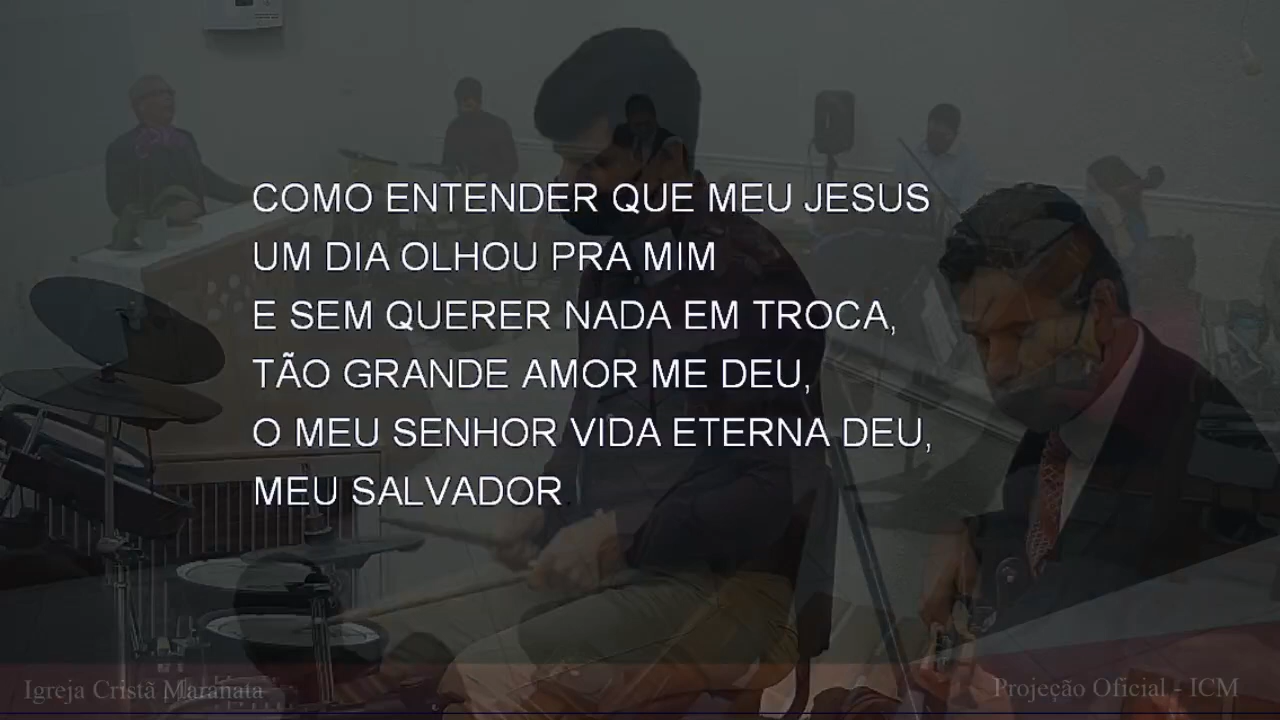 COMO ENTENDER QUE MEU JESUS
UM DIA OLHOU PRA MIM
E SEM QUERER NADA EM TROCA,
TÃO GRANDE AMOR ME DEU,
O MEU SENHOR VIDA ETERNA DEU,
MEU SALVADOR.
Igreja Cristã Maranata
Projeção Oficial - ICM